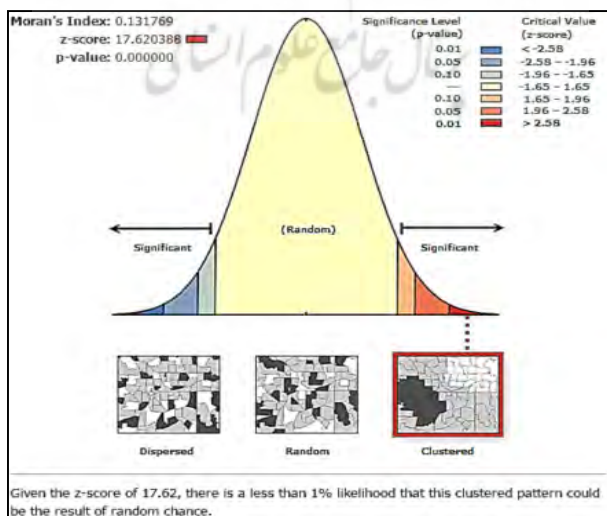 Moran's Index: 0.131769
z-score: 17.620388
p-value: 0.000000
Significance Level
(p-value)
Critical Value
(z-score)
0.01 < -2.58
0.05 -2.58 – -1.96
0.10 -1.96 – -1.65
— -1.65 – 1.65
0.10 1.65 – 1.96
0.05 1.96 – 2.58
0.01 > 2.58
رتال جامع علوم انسانی
Significant
(Random)
Significant
Dispersed
Random
Clustered
Given the z-score of 17.62, there is a less than 1% likelihood that this clustered pattern could
be the result of random chance.